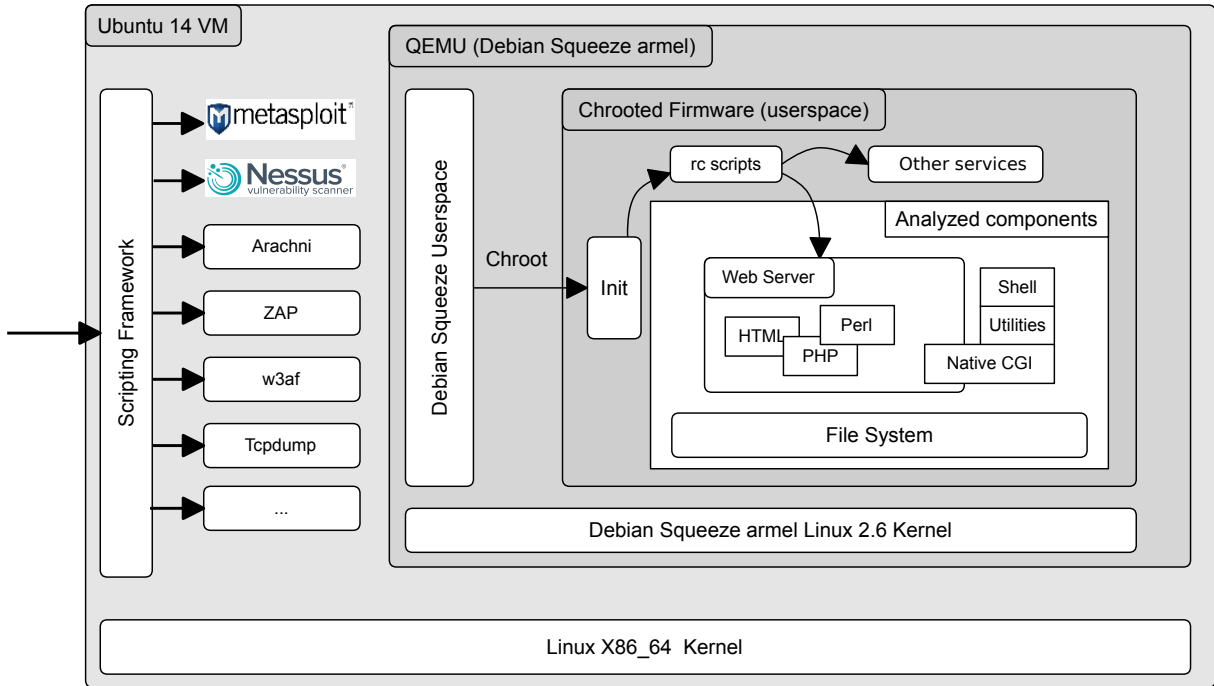 Ubuntu 14 VM
QEMU (Debian Squeeze armel)
Scripting Framework
metasploit
Nessus
vulnerability scanner
Arachni
ZAP
w3af
Tcpdump
...
Debian Squeeze Userspace
Chroot
Chrooted Firmware (userspace)
Init
rc scripts
Other services
Analyzed components
Web Server
HTML
PHP
Perl
Shell
Utilities
Native CGI
File System
Debian Squeeze armel Linux 2.6 Kernel
Linux X86_64 Kernel